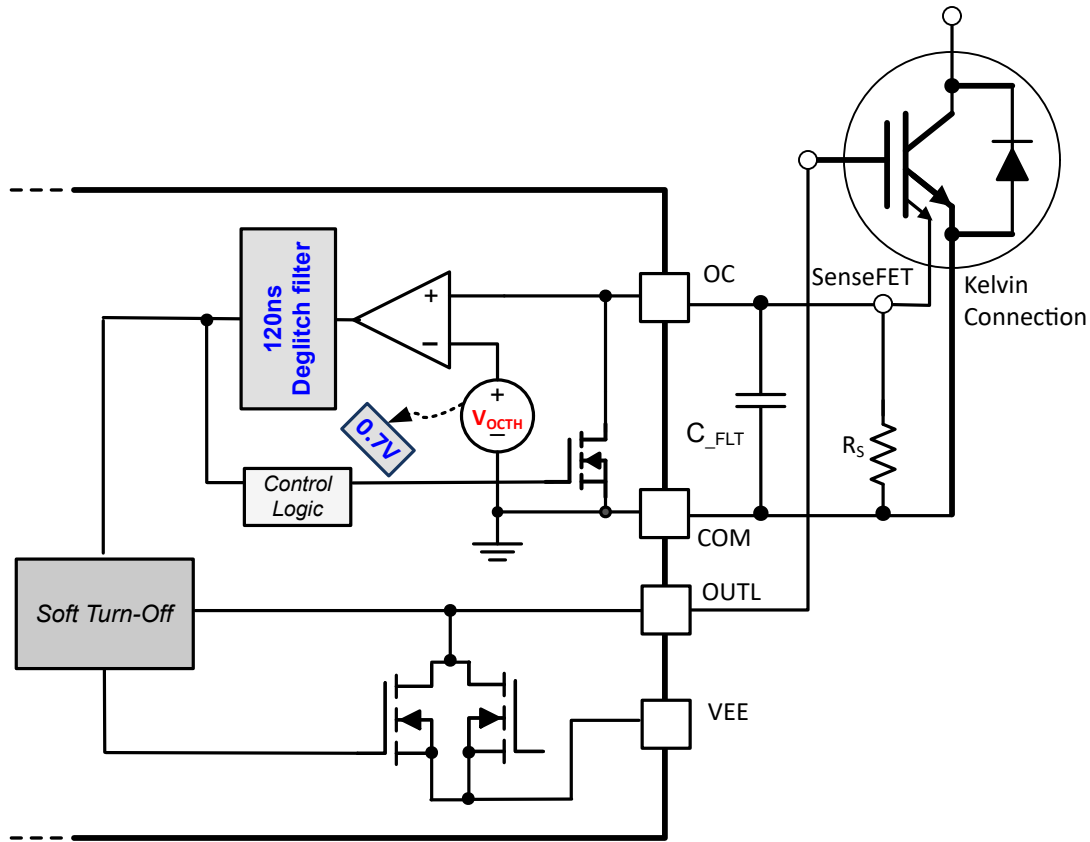 OC
SenseFET
Kelvin
Connection
120ns
Deglitch filter
+
−
+
VOCTH
−
0.7V
C_FLT
RS
Control
Logic
COM
OUTL
Soft Turn-Off
VEE